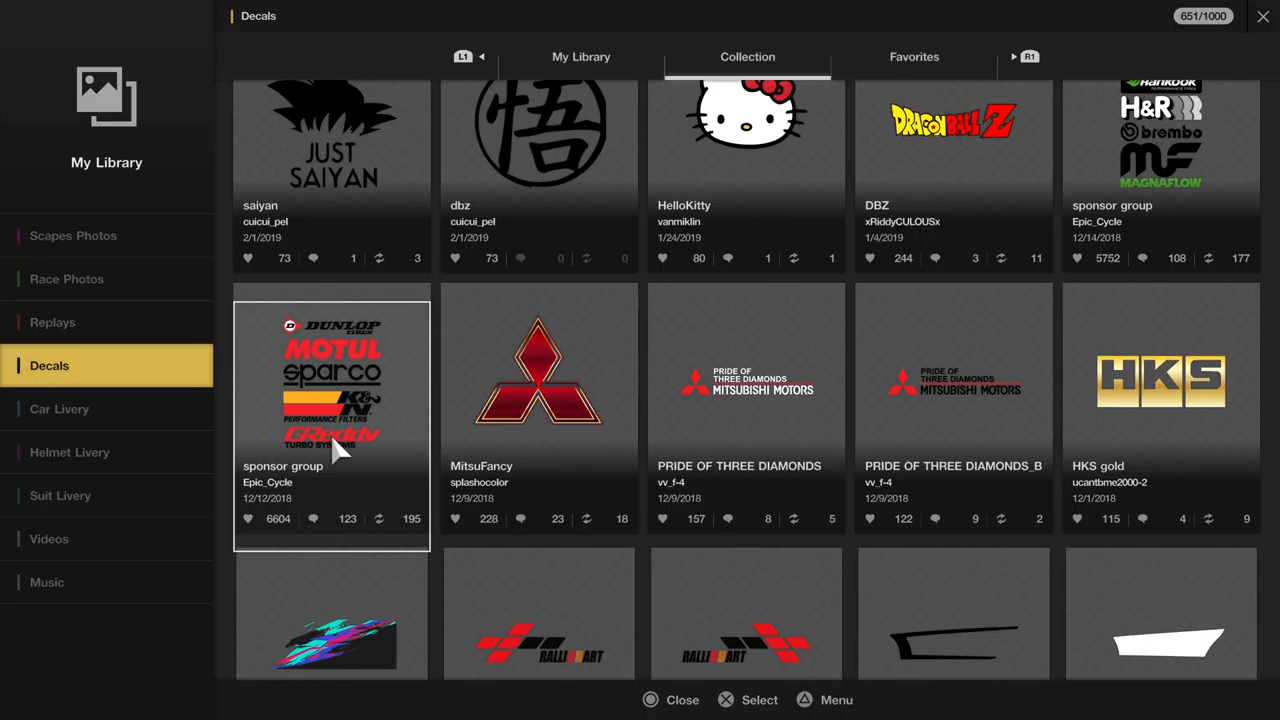 Decals
651/1000
L1
My Library
Collection
Favorites
R1
My Library
Scapes Photos
Race Photos
Replays
Decals
Car Livery
Helmet Livery
Suit Livery
Videos
Music
JUST
SAIYAN
saiyan
cuicui_pel
2/1/2019
73 1 3
悟
dbz
cuicui_pel
2/1/2019
73 0 0
HelloKitty
vanmiklin
1/24/2019
80 1 1
DRAGON BALL Z
DBZ
xRiddyCULOUSx
1/4/2019
244 3 11
Hankook
H&R
brembo
MF
MAGNAFLOW
sponsor group
Epic_Cycle
12/14/2018
5752 108 177
D DUNLOP
TIRES
MOTUL
sparco
K&N
PERFORMANCE FILTERS
GReddy
TURBO SYSTEMS
sponsor group
Epic_Cycle
12/12/2018
6604 123 195
MitsuFancy
splashocolor
12/9/2018
228 23 18
PRIDE OF
THREE DIAMONDS
MITSUBISHI MOTORS
PRIDE OF THREE DIAMONDS
vv_f-4
12/9/2018
157 8 5
PRIDE OF
THREE DIAMONDS
MITSUBISHI MOTORS
PRIDE OF THREE DIAMONDS_B
vv_f-4
12/9/2018
122 9 2
HKS
HKS gold
ucantbme2000-2
12/1/2018
115 4 9
RALLIART
RALLIART
Close
Select
Menu